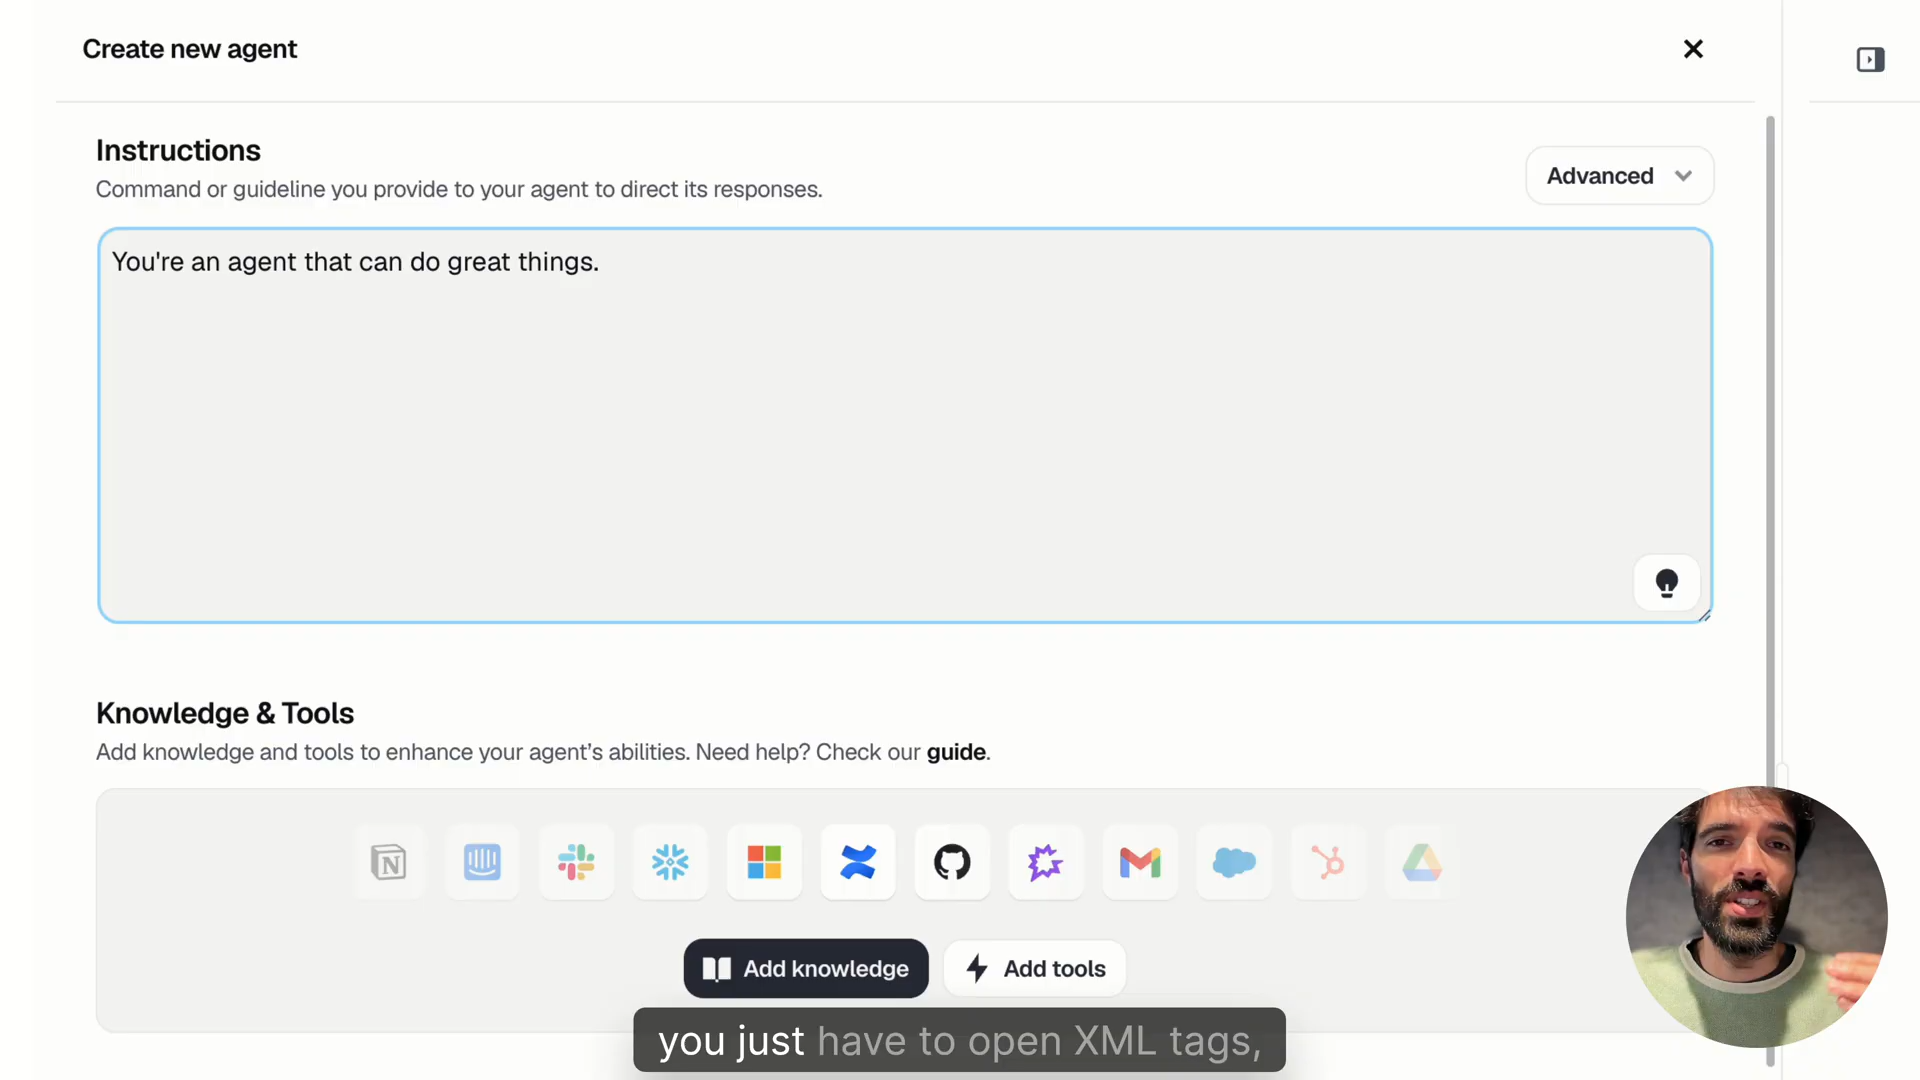 Create new agent
Instructions
Command or guideline you provide to your agent to direct its responses.
Advanced
You're an agent that can do great things.
Knowledge & Tools
Add knowledge and tools to enhance your agent’s abilities. Need help? Check our guide.
N
Add knowledge
Add tools
you just have to open XML tags,